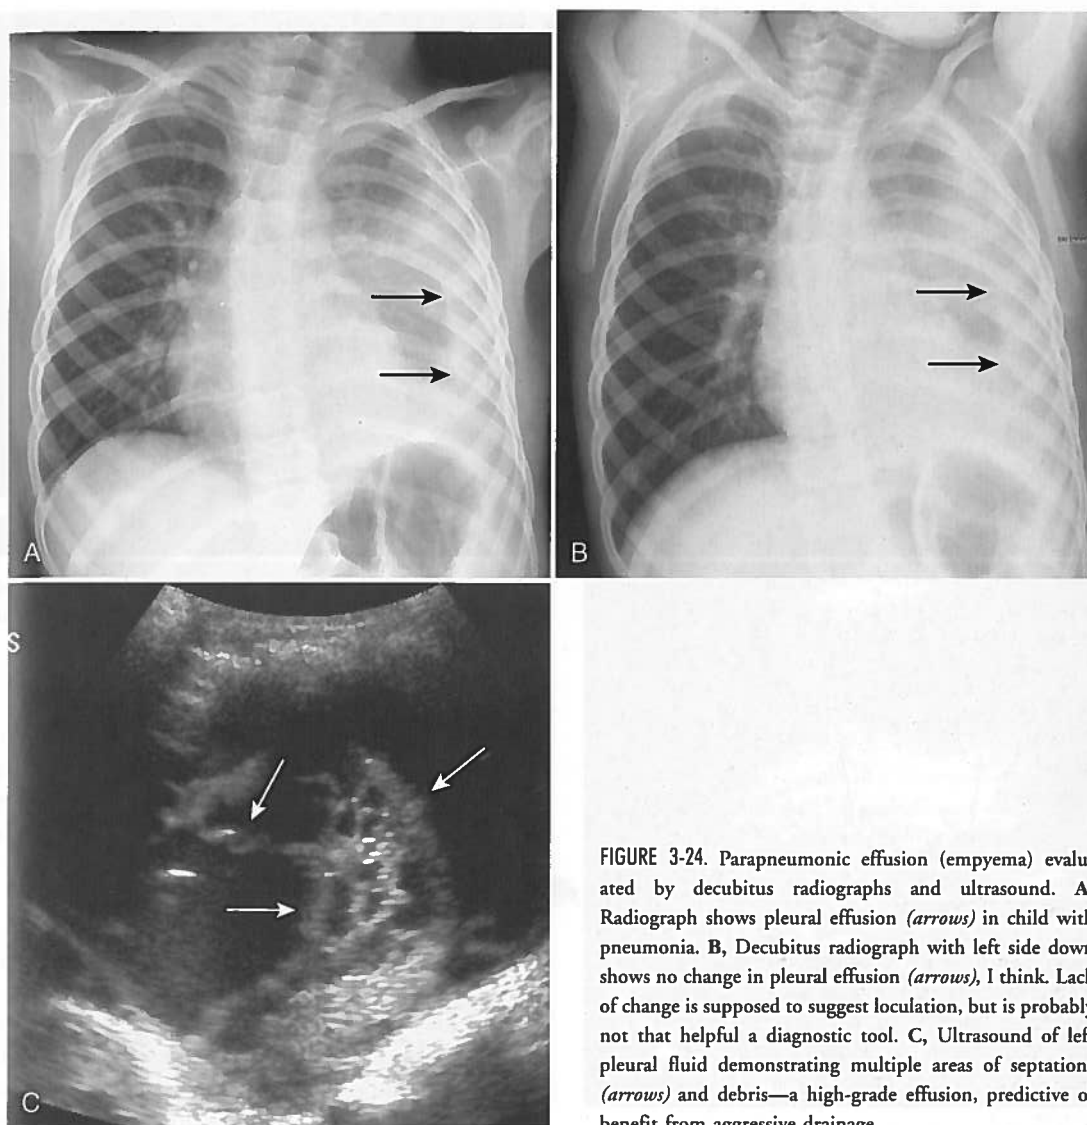 A
B
S
C
FIGURE 3-24. Parapneumonic effusion (empyema) evalu
ated by decubitus radiographs and ultrasound. A
Radiograph shows pleural effusion (arrows) in child with
pneumonia. B, Decubitus radiograph with left side down
shows no change in pleural effusion (arrows), I think. Lack
of change is supposed to suggest loculation, but is probably
not that helpful a diagnostic tool. C, Ultrasound of lef
pleural fluid demonstrating multiple areas of septation
(arrows) and debris—a high-grade effusion, predictive o
benefit from aggressive drainage